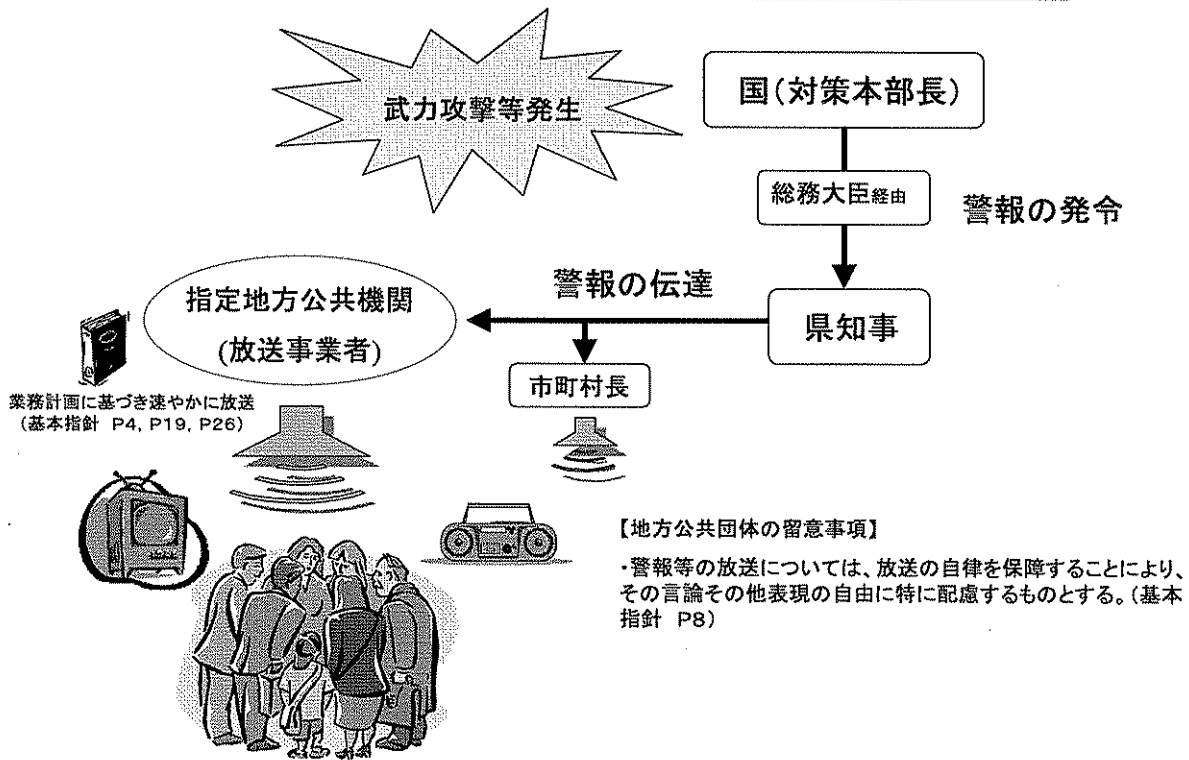 武力攻撃等発生
国(対策本部長)
総務大臣経由
警報の発令
指定地方公共機関
(放送事業者)
警報の伝達
県知事
市町村長
業務計画に基づき速やかに放送
(基本指針 P4, P19, P26)
【地方公共団体の留意事項】
・警報等の放送については、放送の自律を保障することにより、
その言論その他表現の自由に特に配慮するものとする。(基本
指針 P8)